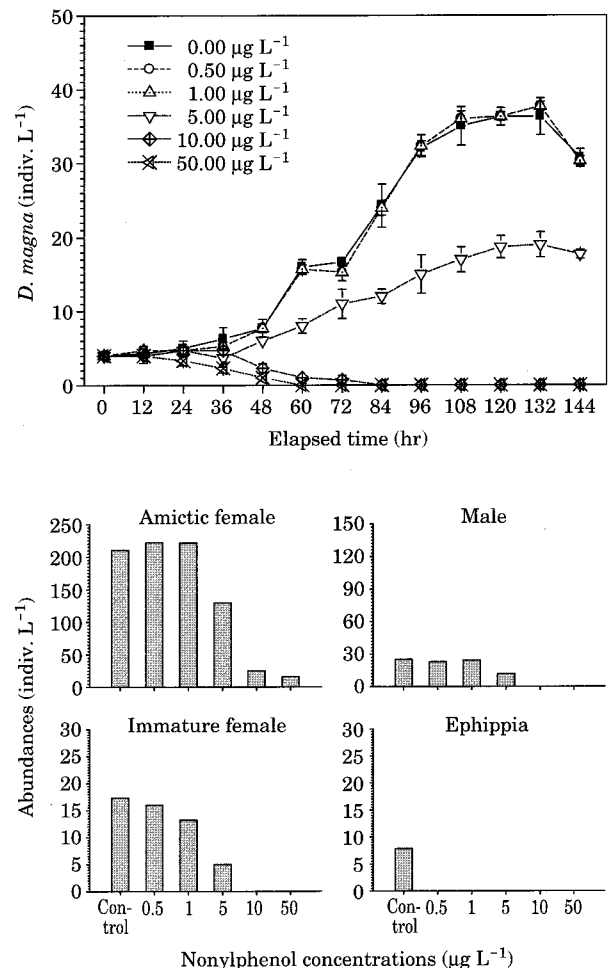 50
40
30
20
10
0
D. magna (indiv. L⁻¹)
0.00 µg L⁻¹
0.50 µg L⁻¹
1.00 µg L⁻¹
5.00 µg L⁻¹
10.00 µg L⁻¹
50.00 µg L⁻¹
0 12 24 36 48 60 72 84 96 108 120 132 144
Elapsed time (hr)
Abundances (indiv. L⁻¹)
Amictic female
250
200
150
100
50
0
Male
150
120
90
60
30
0
Immature female
30
25
20
15
10
5
0
Con-
trol 0.5 1 5 10 50
Ephippia
30
25
20
15
10
5
0
Con-
trol 0.5 1 5 10 50
Nonylphenol concentrations (µg L⁻¹)